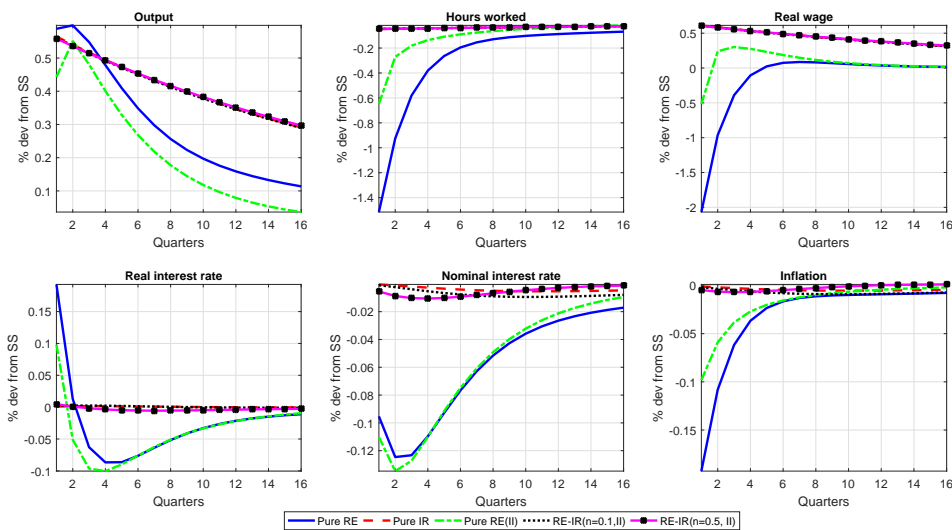 Output
Hours worked
Real wage
% dev from SS
0.5
0.4
0.3
0.2
0.1
2 4 6 8 10 12 14 16
Quarters
% dev from SS
-0.2
-0.4
-0.6
-0.8
-1
-1.2
-1.4
2 4 6 8 10 12 14 16
Quarters
% dev from SS
0.5
0
-0.5
-1
-1.5
-2
2 4 6 8 10 12 14 16
Quarters
Real interest rate
Nominal interest rate
Inflation
% dev from SS
0.15
0.1
0.05
0
-0.05
-0.1
2 4 6 8 10 12 14 16
Quarters
% dev from SS
-0.02
-0.04
-0.06
-0.08
-0.1
-0.12
2 4 6 8 10 12 14 16
Quarters
% dev from SS
0
-0.05
-0.1
-0.15
2 4 6 8 10 12 14 16
Quarters
Pure RE Pure IR Pure RE(II) RE-IR(n=0.1,II) RE-IR(n=0.5, II)